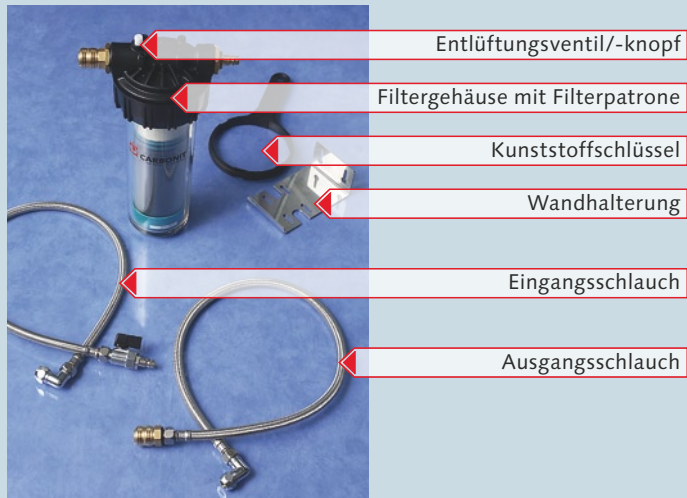 Entlüftungsventil/-knopf
Filtergehäuse mit Filterpatrone
CARBONIT
Kunststoffschlüssel
Wandhalterung
Eingangsschlauch
Ausgangsschlauch